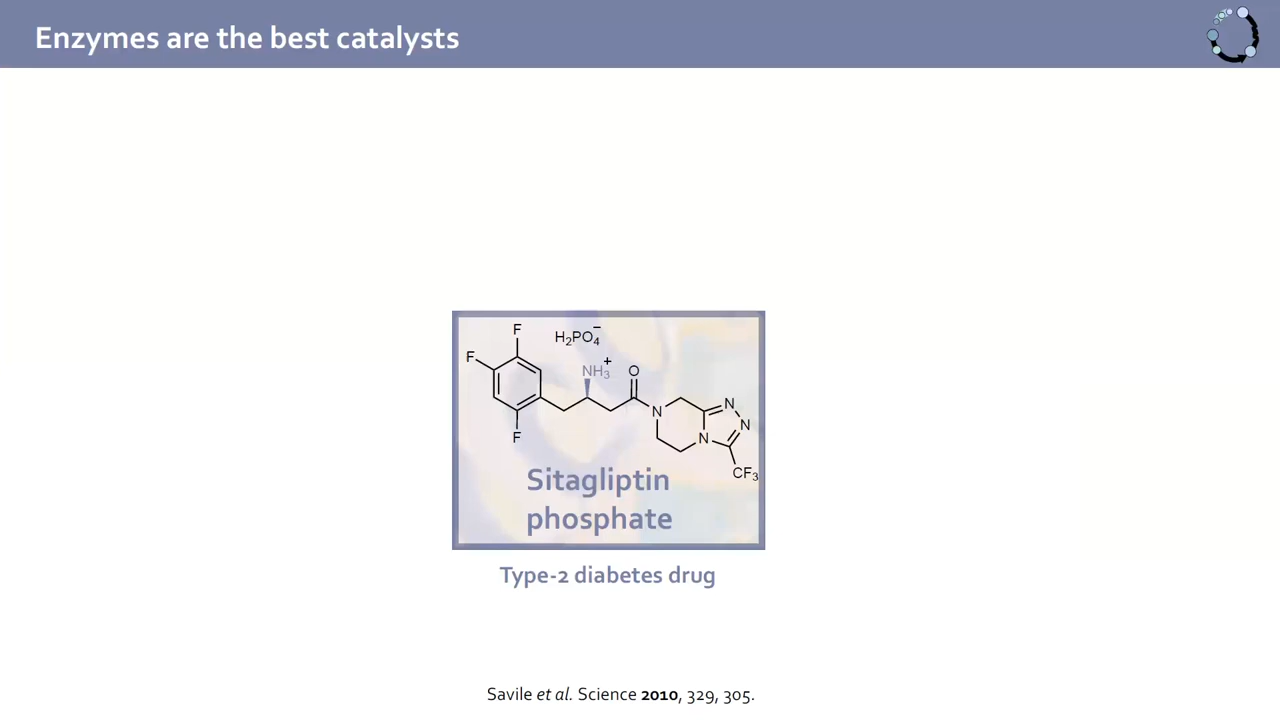 Enzymes are the best catalysts
F
H₂PO₄⁻
F
NH₃⁺
O
N
N
N
N
F
CF₃
Sitagliptin
phosphate
Type-2 diabetes drug
Savile et al. Science 2010, 329, 305.